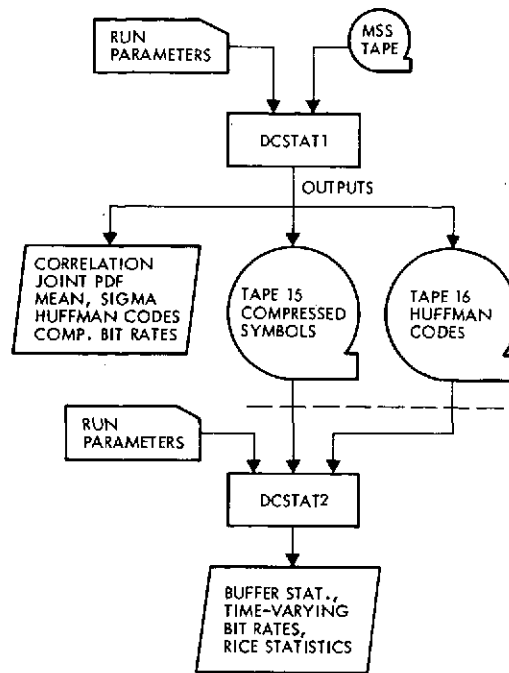 RUN
PARAMETERS
MSS
TAPE
DCSTAT1
OUTPUTS
CORRELATION
JOINT PDF
MEAN, SIGMA
HUFFMAN CODES
COMP. BIT RATES
TAPE 15
COMPRESSED
SYMBOLS
TAPE 16
HUFFMAN
CODES
RUN
PARAMETERS
DCSTAT2
BUFFER STAT.,
TIME-VARYING
BIT RATES,
RICE STATISTICS